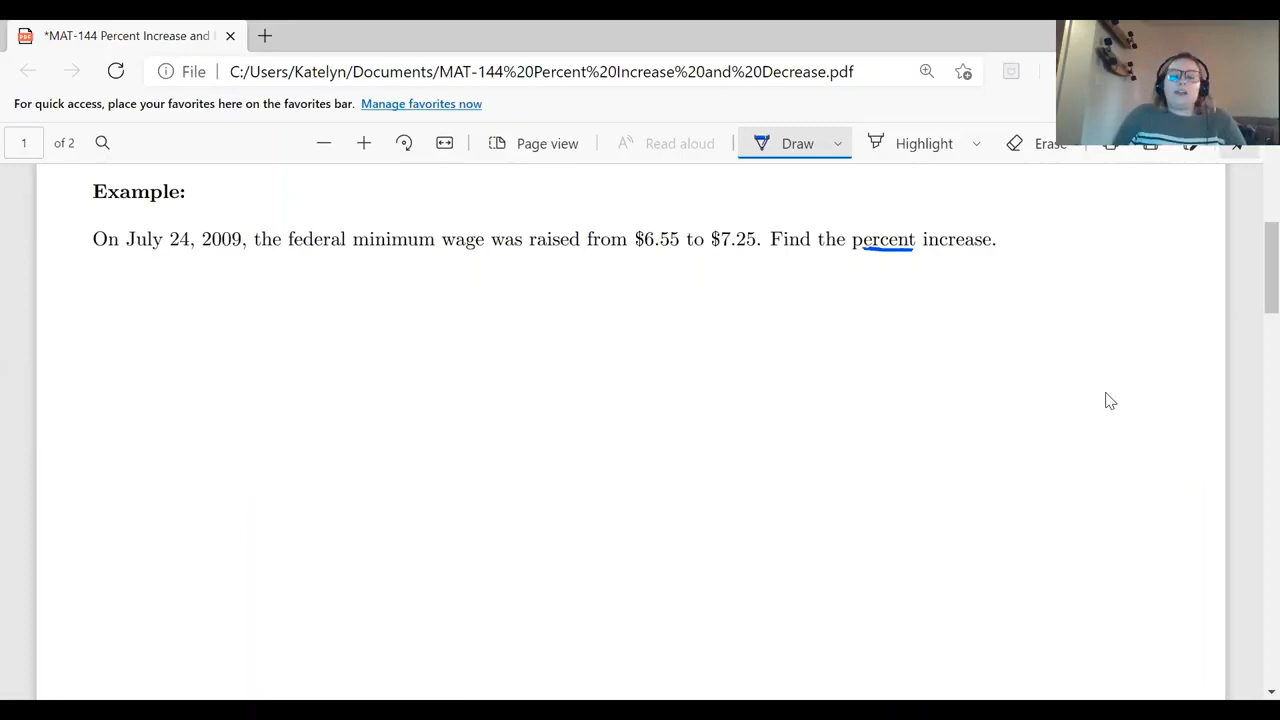 *MAT-144 Percent Increase and
File
C:/Users/Katelyn/Documents/MAT-144%20Percent%20Increase%20and%20Decrease.pdf
For quick access, place your favorites here on the favorites bar. Manage favorites now
1 of 2 Page view Read aloud Draw Highlight Erase
Example:
On July 24, 2009, the federal minimum wage was raised from $6.55 to $7.25. Find the percent increase.